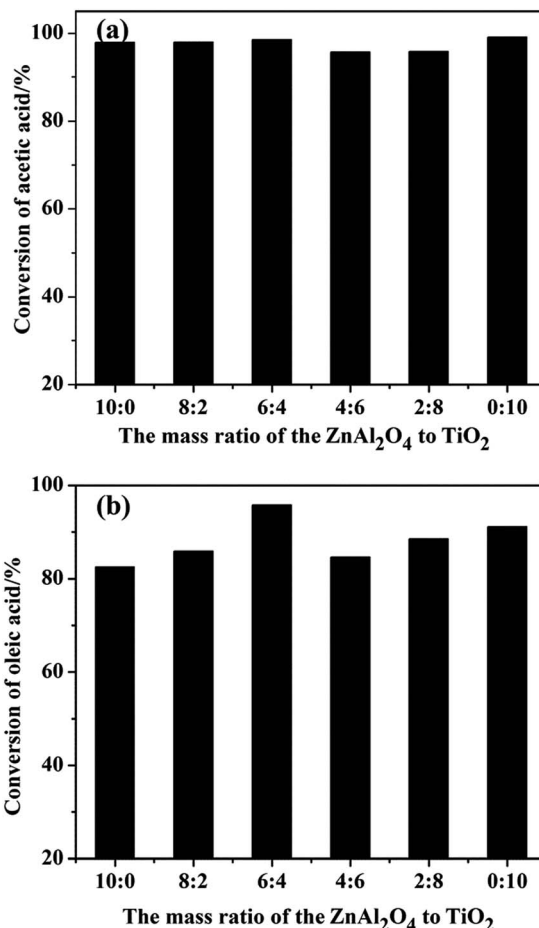 (a)
Conversion of acetic acid/%
100
80
60
40
20
10:0 8:2 6:4 4:6 2:8 0:10
The mass ratio of the ZnAl₂O₄ to TiO₂
(b)
Conversion of oleic acid/%
100
80
60
40
20
10:0 8:2 6:4 4:6 2:8 0:10
The mass ratio of the ZnAl₂O₄ to TiO₂